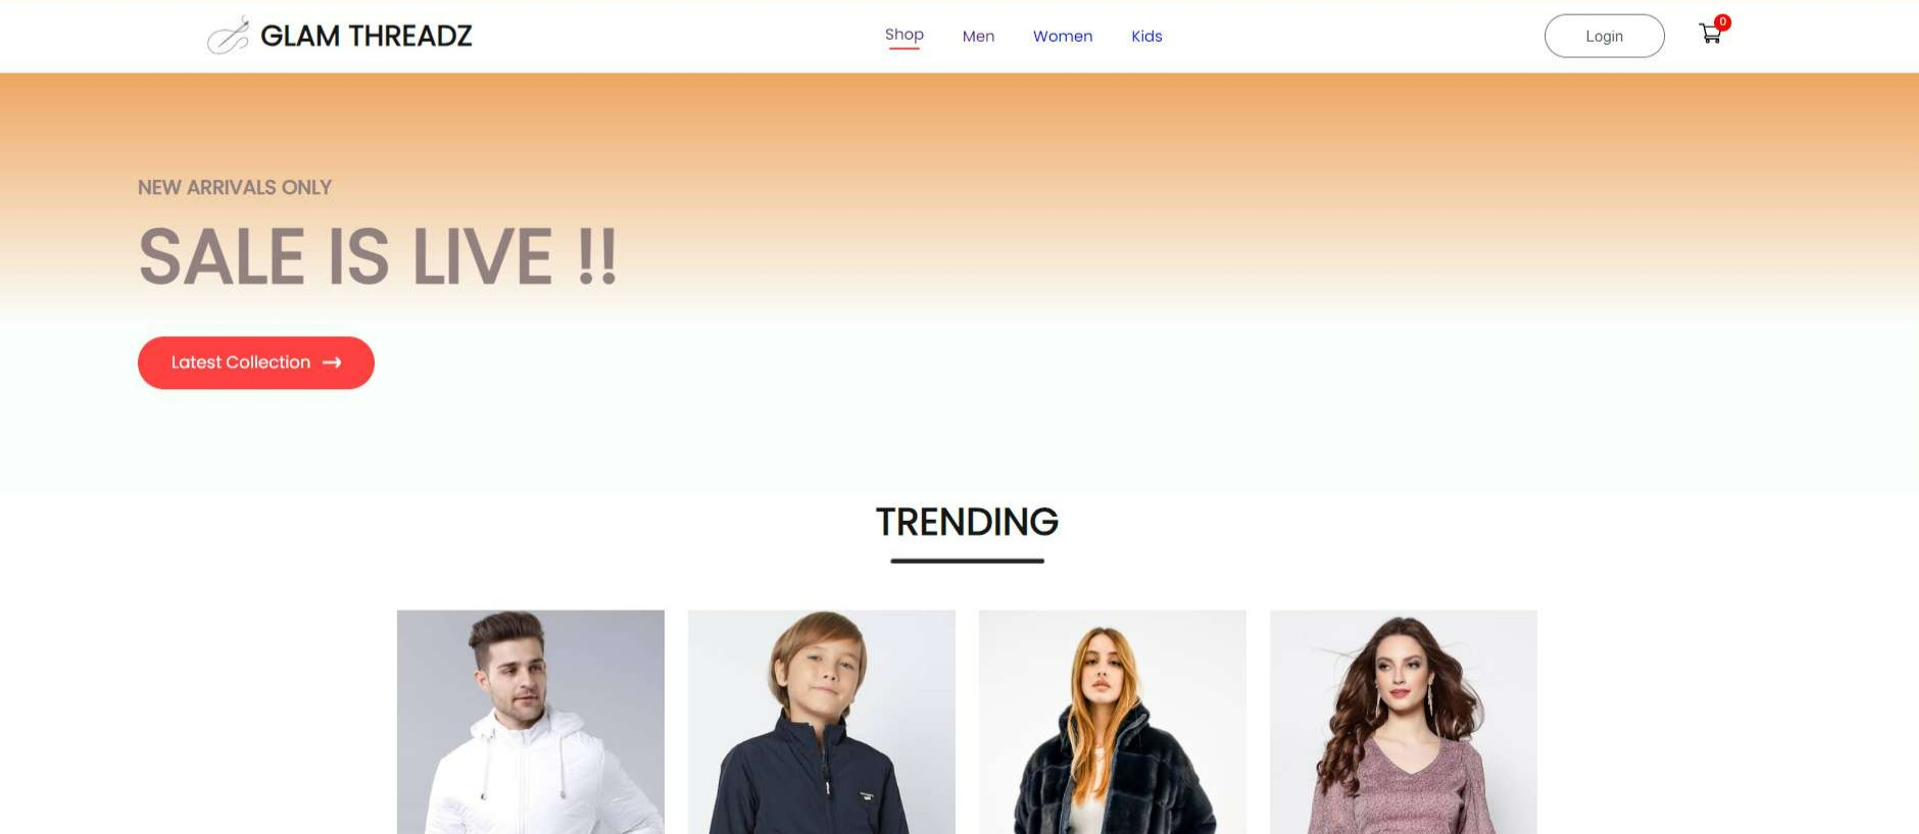 GLAM THREADZ
Shop Men Women Kids
Login
0
NEW ARRIVALS ONLY
SALE IS LIVE !!
Latest Collection →
TRENDING